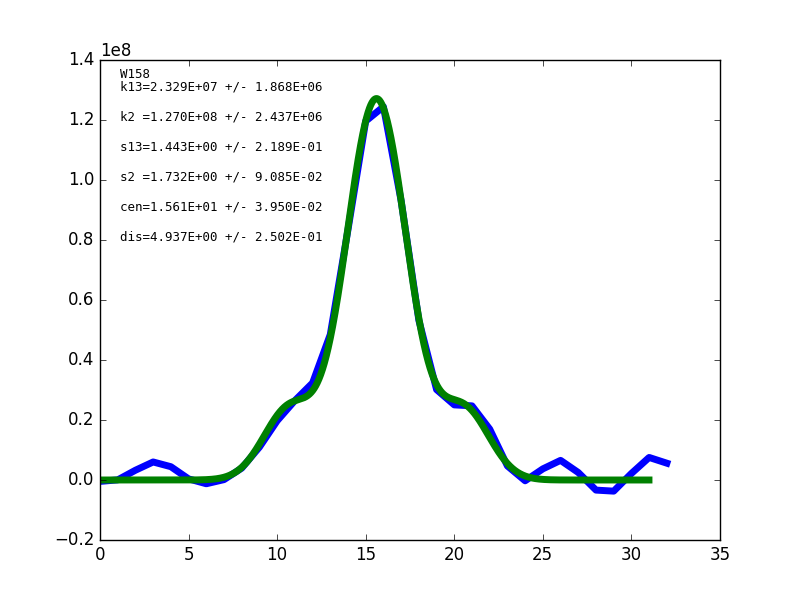 1e8
W158
k13=2.329E+07 +/- 1.868E+06
k2 =1.270E+08 +/- 2.437E+06
s13=1.443E+00 +/- 2.189E-01
s2 =1.732E+00 +/- 9.085E-02
cen=1.561E+01 +/- 3.950E-02
dis=4.937E+00 +/- 2.502E-01
1.4
1.2
1.0
0.8
0.6
0.4
0.2
0.0
−0.2
0 5 10 15 20 25 30 35